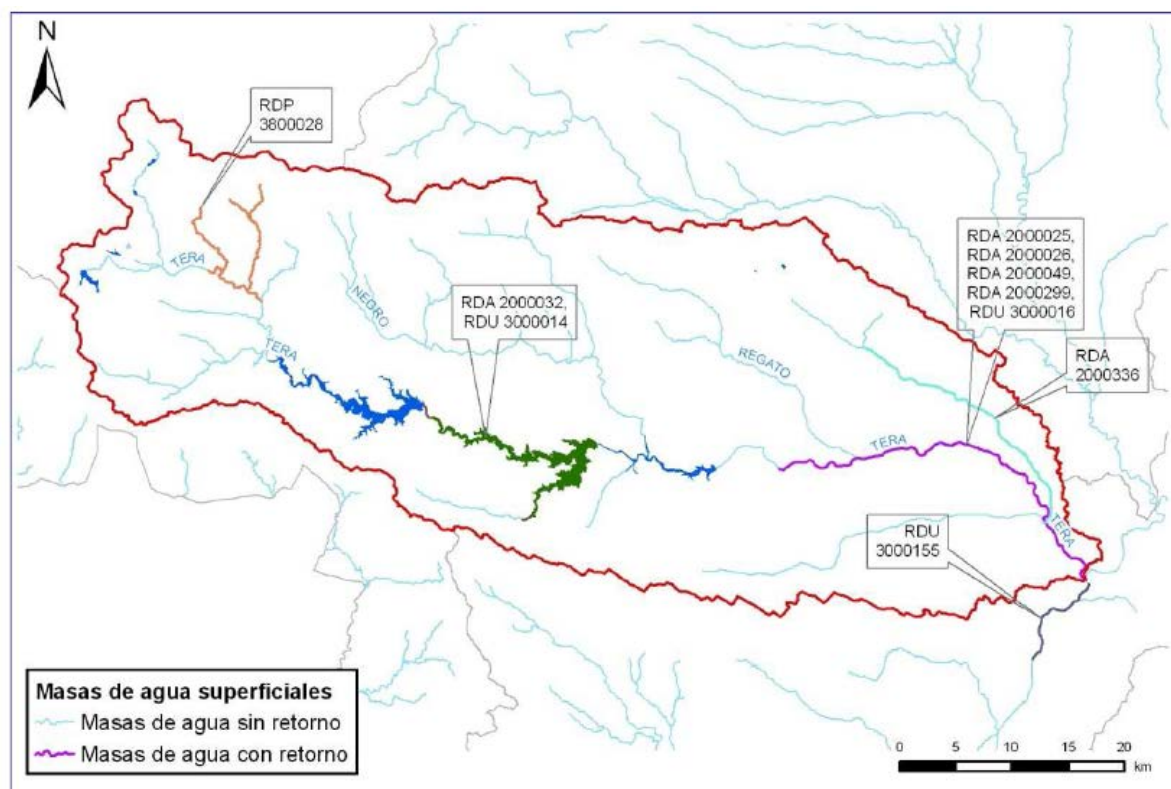 N
RDP
3800028
TERA
NEGRO
RDA 2000032,
RDU 3000014
TERA
REGATO
RDA 2000025,
RDA 2000026,
RDA 2000049,
RDA 2000299,
RDU 3000016
RDA
2000336
TERA
TERA
RDU
3000155
Masas de agua superficiales
Masas de agua sin retorno
Masas de agua con retorno
0 5 10 15 20
km